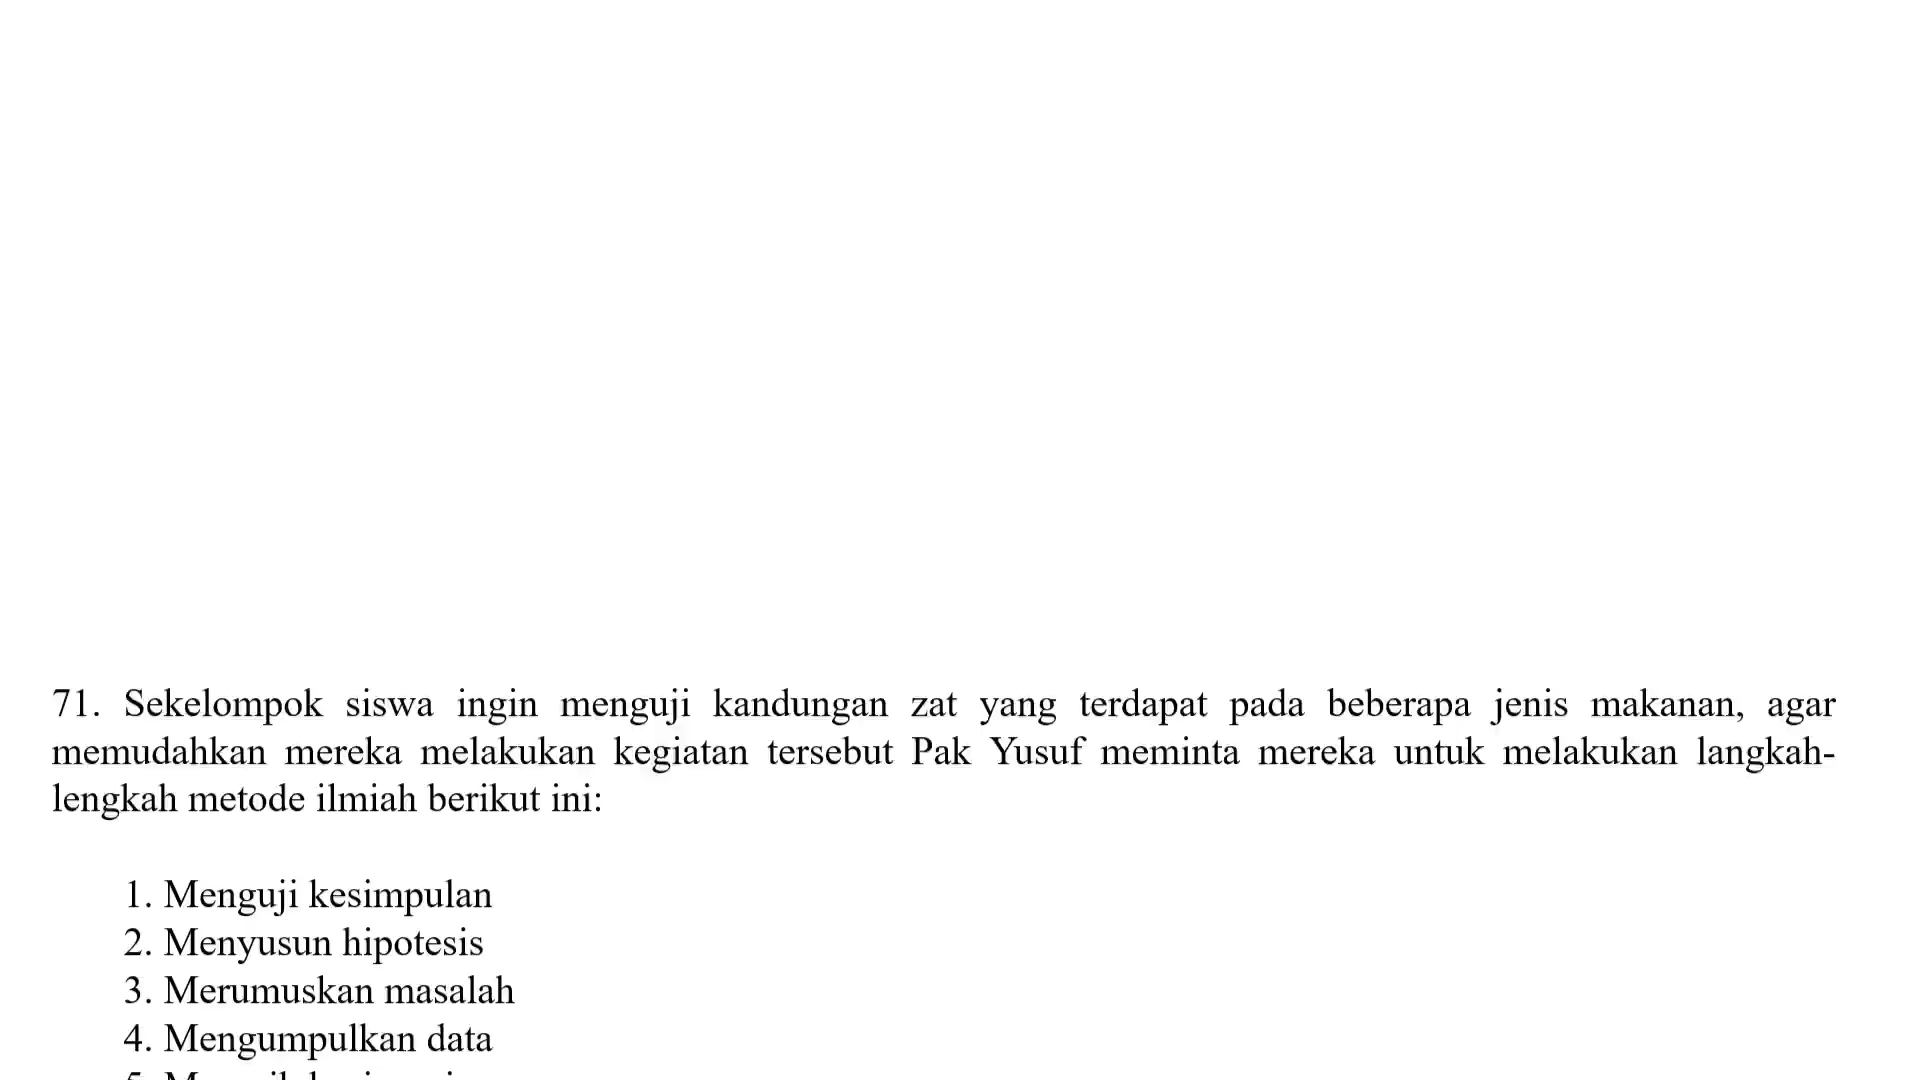 71. Sekelompok siswa ingin menguji kandungan zat yang terdapat pada beberapa jenis makanan, agar
memudahkan mereka melakukan kegiatan tersebut Pak Yusuf meminta mereka untuk melakukan langkah-
lengkah metode ilmiah berikut ini:
1. Menguji kesimpulan
2. Menyusun hipotesis
3. Merumuskan masalah
4. Mengumpulkan data